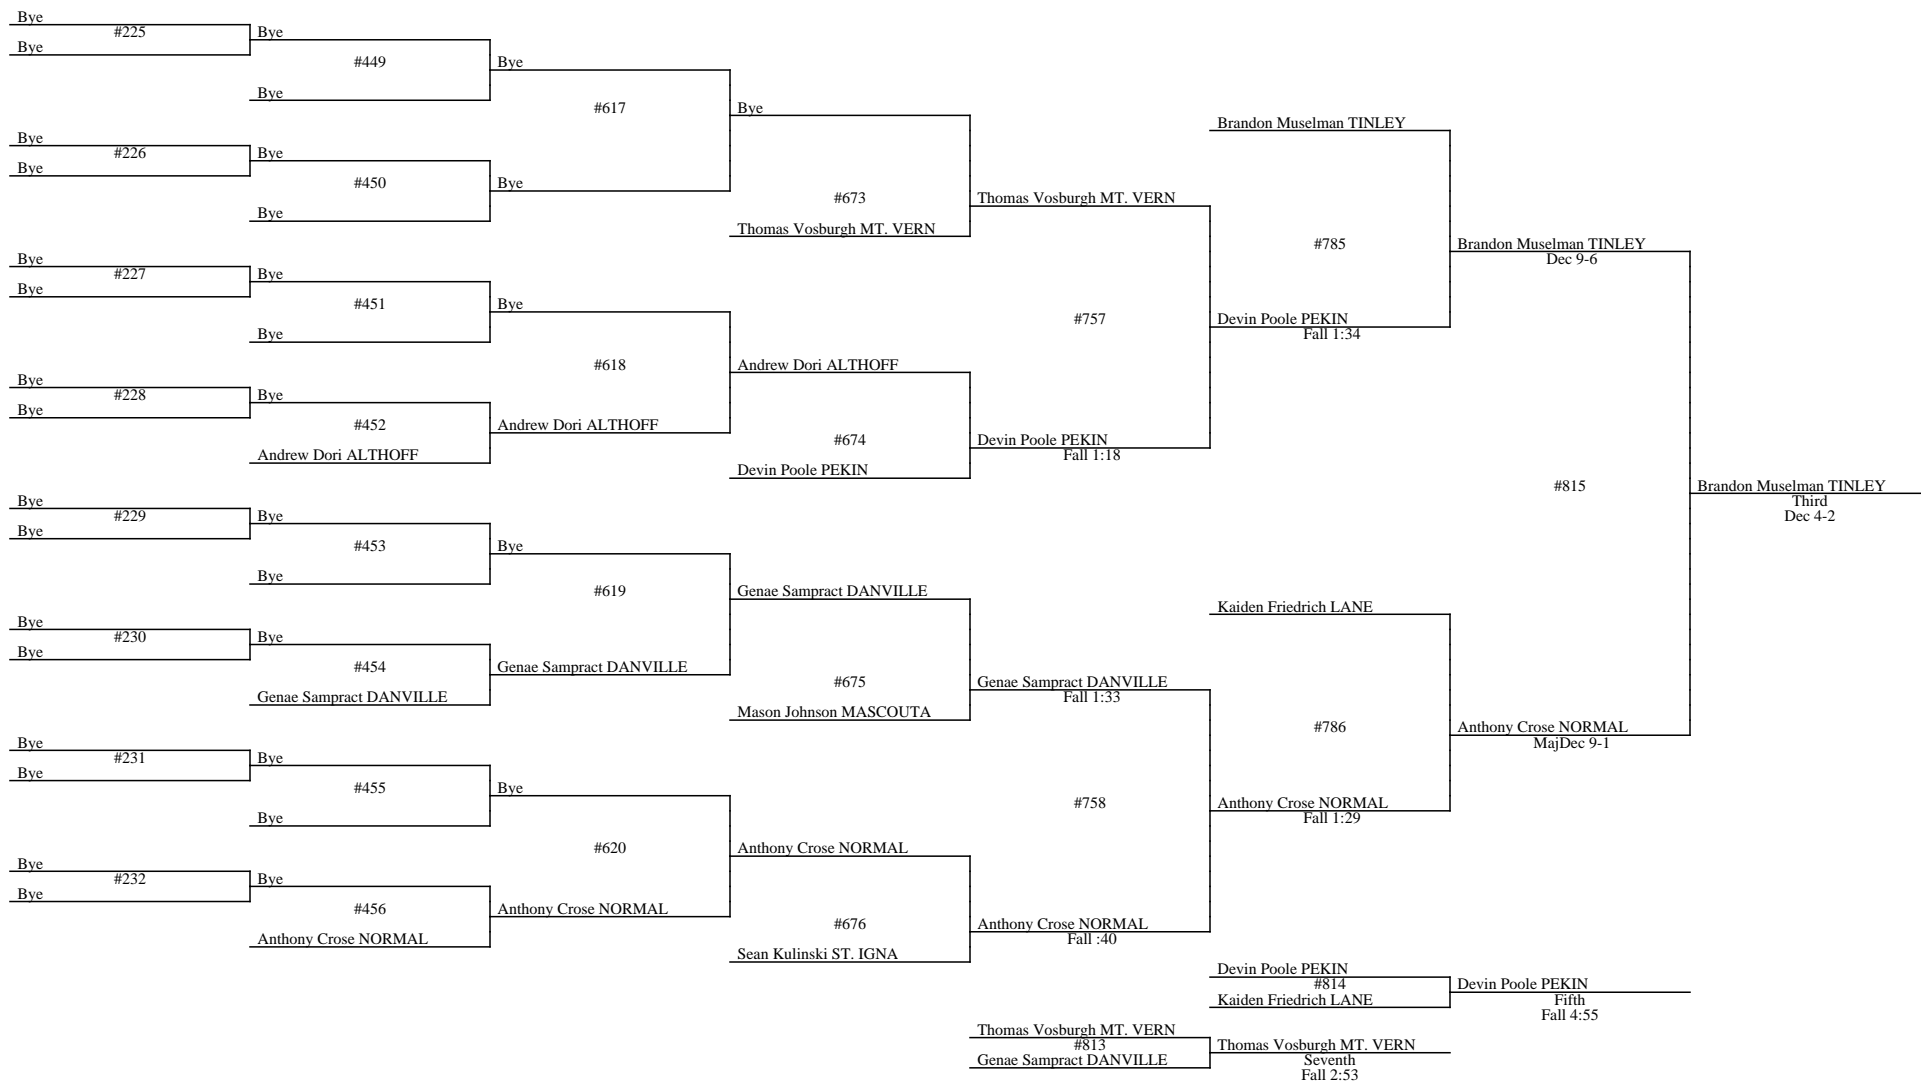 Bye
#225
Bye
Bye
#449
Bye
Bye
#226
Bye
Bye
#450
Bye
Bye
#617
Bye
Bye
#673
Thomas Vosburgh MT. VERN
Bye
#227
Bye
Bye
#451
Bye
Bye
#228
Bye
Bye
#452
Andrew Dori ALTHOFF
Bye
#618
Andrew Dori ALTHOFF
Andrew Dori ALTHOFF
#674
Devin Poole PEKIN
Thomas Vosburgh MT. VERN
#757
Devin Poole PEKIN
Fall 1:18
Brandon Muselman TINLEY
#785
Devin Poole PEKIN
Fall 1:34
Brandon Muselman TINLEY
Dec 9-6
Bye
#229
Bye
Bye
#453
Bye
Bye
#230
Bye
Bye
#454
Genae Sampract DANVILLE
Bye
#619
Genae Sampract DANVILLE
Genae Sampract DANVILLE
#675
Mason Johnson MASCOUTA
Bye
#231
Bye
Bye
#455
Bye
Bye
#232
Bye
Bye
#456
Anthony Crose NORMAL
Bye
#620
Anthony Crose NORMAL
Anthony Crose NORMAL
#676
Sean Kulinski ST. IGNA
Genae Sampract DANVILLE
Fall 1:33
#758
Anthony Crose NORMAL
Fall :40
Kaiden Friedrich LANE
#786
Anthony Crose NORMAL
Fall 1:29
Anthony Crose NORMAL
MajDec 9-1
#815
Brandon Muselman TINLEY
Third
Dec 4-2
Devin Poole PEKIN
#814
Kaiden Friedrich LANE
Devin Poole PEKIN
Fifth
Fall 4:55
Thomas Vosburgh MT. VERN
#813
Genae Sampract DANVILLE
Thomas Vosburgh MT. VERN
Seventh
Fall 2:53